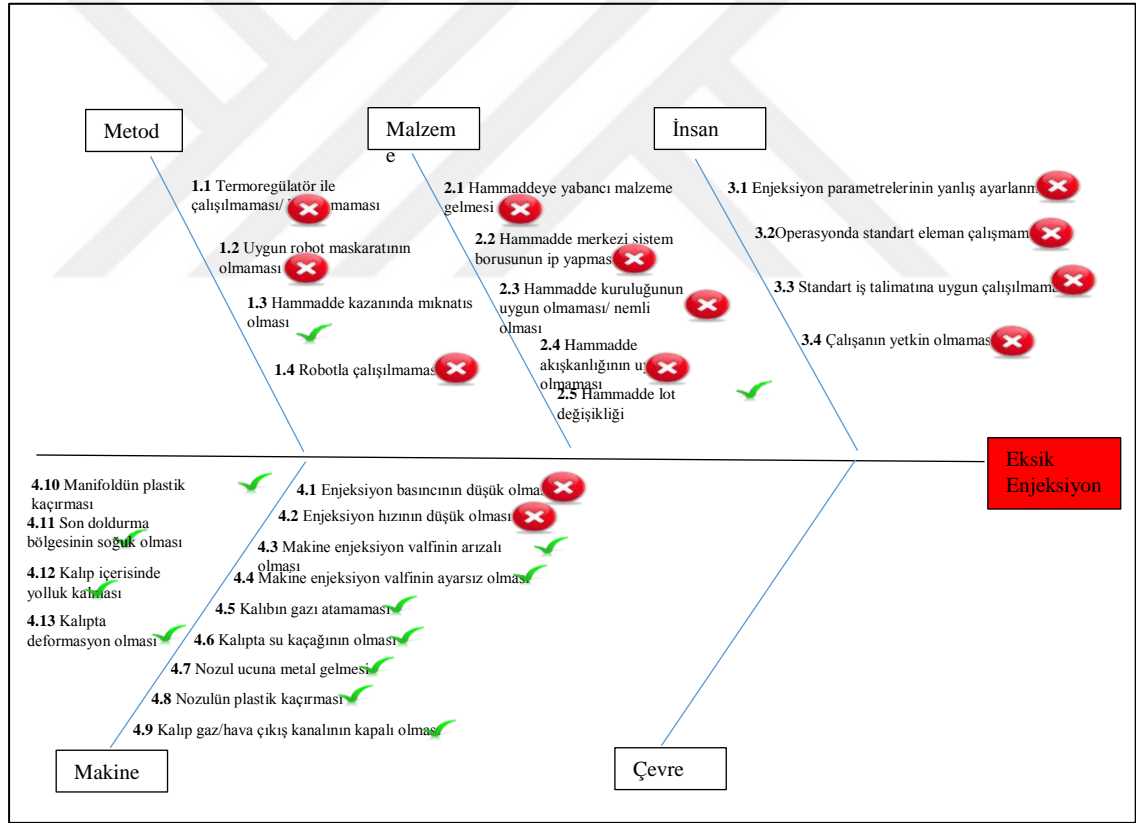 Metod
Malzem
e
İnsan
1.1 Termoregülatör ile
çalışılmaması/
1.2 Uygun robot maskaratının
olmaması
1.3 Hammadde kazanında mıknatıs
olması
1.4 Robotla
2.1 Hammaddeye yabancı malzeme
gelmesi
2.2 Hammadde merkezi sistem
borusunun ip
2.3 Hammadde kuruluğunun
uygun olmaması/ nemli
olması
2.4 Hammadde
akışkanlığının
olmaması
2.5 Hammadde lot
değişikliği
3.1 Enjeksiyon parametrelerinin yanlış
3.2Operasyonda standart eleman
3.3 Standart iş talimatına uygun
3.4 Çalışanın yetkin
Eksik
Enjeksiyon
4.10 Manifoldün plastik
kaçırması
4.11 Son doldurma
bölgesinin soğuk olması
4.12 Kalıp içerisinde
yolluk kalması
4.13 Kalıpta
deformasyon olması
4.1 Enjeksiyon basıncının düşük
4.2 Enjeksiyon hızının düşük olması
4.3 Makine enjeksiyon valfinin arızalı
olması
4.4 Makine enjeksiyon valfinin ayarsız olması
4.5 Kalıbın gazı atamaması
4.6 Kalıpta su kaçağının olması
4.7 Nozul ucuna metal gelmesi
4.8 Nozulün plastik kaçırması
4.9 Kalıp gaz/hava çıkış kanalının kapalı olması
Makine
Çevre